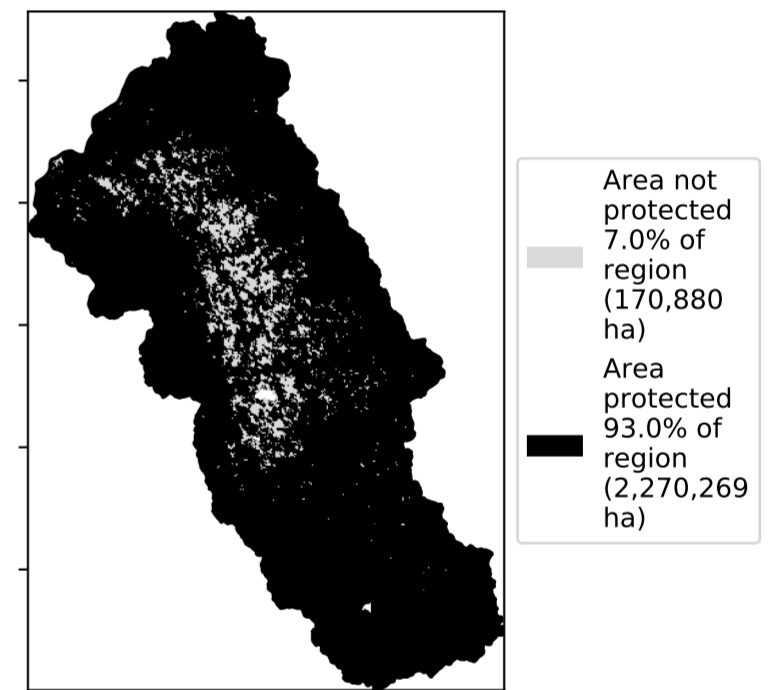 Area not
protected
7.0% of
region
(170,880
ha)
Area
protected
93.0% of
region
(2,270,269
ha)